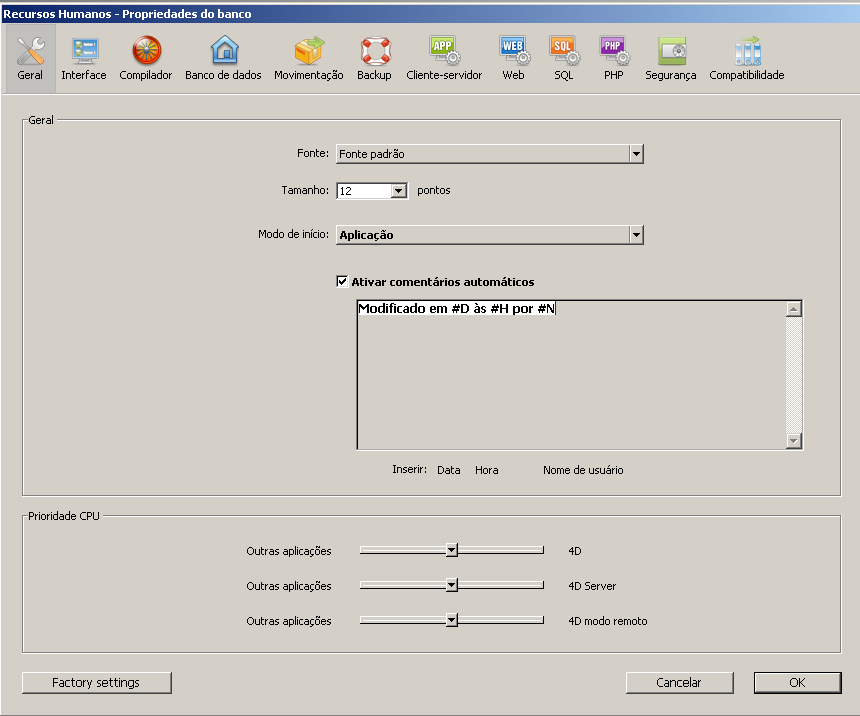 Recursos Humanos - Propriedades do banco
Geral Interface Compilador Banco de dados Movimentação Backup Cliente-servidor Web SQL PHP Segurança Compatibilidade
APP WEB SQL PHP
Geral
Fonte: Fonte padrão
Tamanho: 12 pontos
Modo de início: Aplicação
Ativar comentários automáticos
Modificado em #D às #H por #N
Inserir: Data Hora Nome de usuário
Prioridade CPU
Outras aplicações 4D
Outras aplicações 4D Server
Outras aplicações 4D modo remoto
Factory settings Cancelar OK